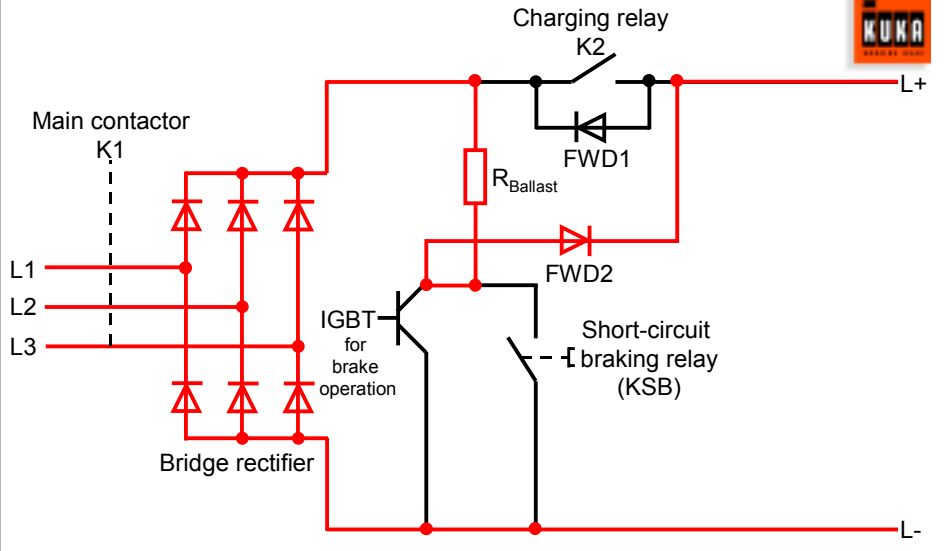 Charging relay
K2
KUKA
L+
Main contactor
K1
FWD1
RBallast
L1
FWD2
L2
IGBT
for
brake
operation
Short-circuit
braking relay
(KSB)
L3
Bridge rectifier
L-